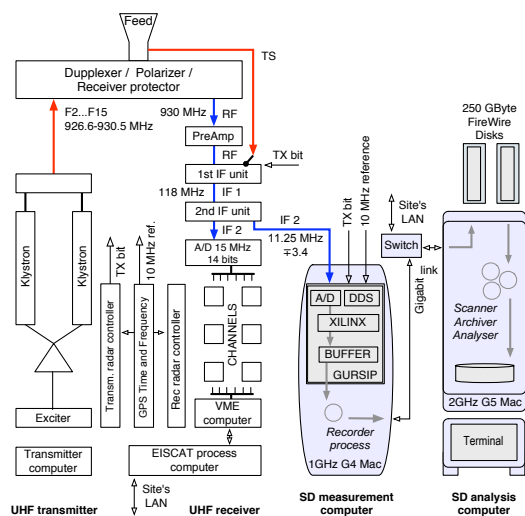 Feed
TS
Dupplexer / Polarizer /
Receiver protector
F2...F15
926.6-930.5 MHz
930 MHz
RF
PreAmp
RF
TX bit
1st IF unit
118 MHz
IF 1
2nd IF unit
IF 2
IF 2
11.25 MHz
∓3.4
A/D 15 MHz
14 bits
TX bit
10 MHz reference
Site's
LAN
Switch
Gigabit
link
250 GByte
FireWire
Disks
Klystron
Klystron
TX bit
10 MHz ref.
Transm. radar controller
GPS Time and Frequency
Rec radar controller
CHANNELS
A/D
DDS
XILINX
BUFFER
GURSIP
Scanner
Archiver
Analyser
2GHz G5 Mac
Exciter
VME
computer
Recorder
process
1GHz G4 Mac
Transmitter
computer
EISCAT process
computer
Terminal
Site's
LAN
UHF transmitter
UHF receiver
SD measurement
computer
SD analysis
computer